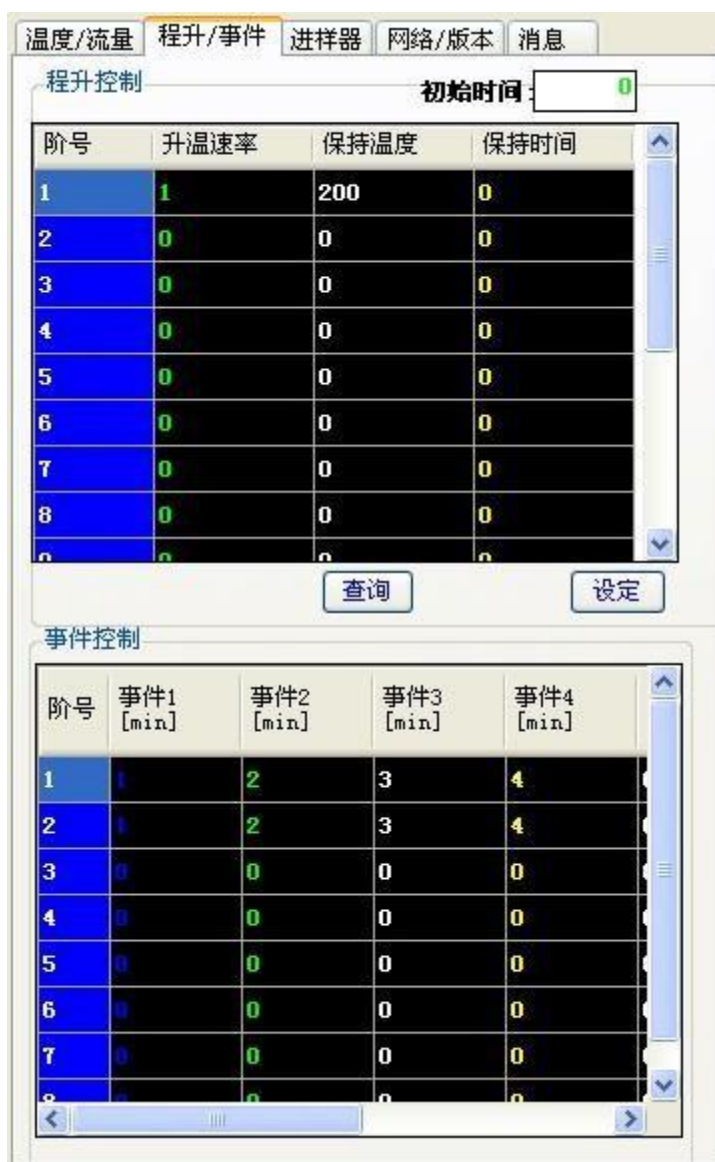 温度/流量 程升/事件 进样器 网络/版本 消息
程升控制
初始时间: 0
阶号 升温速率 保持温度 保持时间
1 1 200 0
2 0 0 0
3 0 0 0
4 0 0 0
5 0 0 0
6 0 0 0
7 0 0 0
8 0 0 0
查询 设定
事件控制
阶号 事件1 事件2 事件3 事件4
[min] [min] [min] [min]
1 1 2 3 4
2 1 2 3 4
3 0 0 0 0
4 0 0 0 0
5 0 0 0 0
6 0 0 0 0
7 0 0 0 0